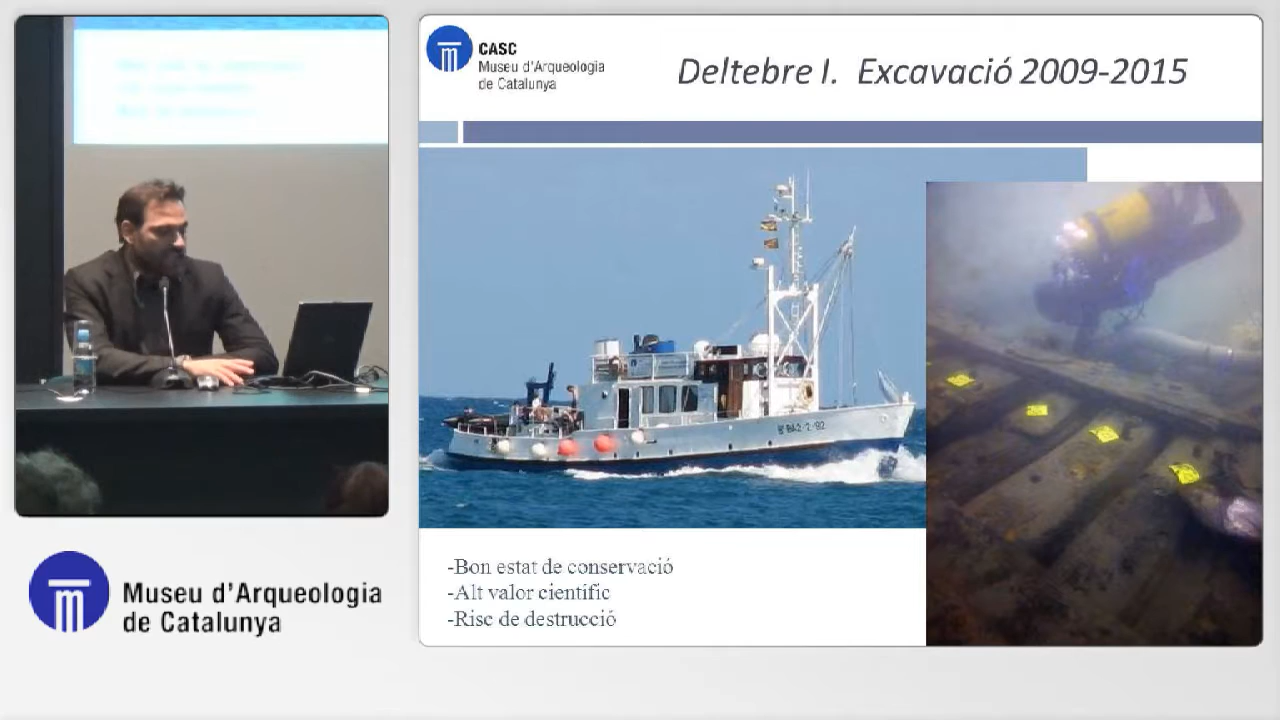 CASC
Museu d'Arqueologia
de Catalunya
Deltebre I. Excavació 2009-2015
-Bon estat de conservació
-Alt valor científic
-Risc de destrucció
Museu d'Arqueologia
de Catalunya